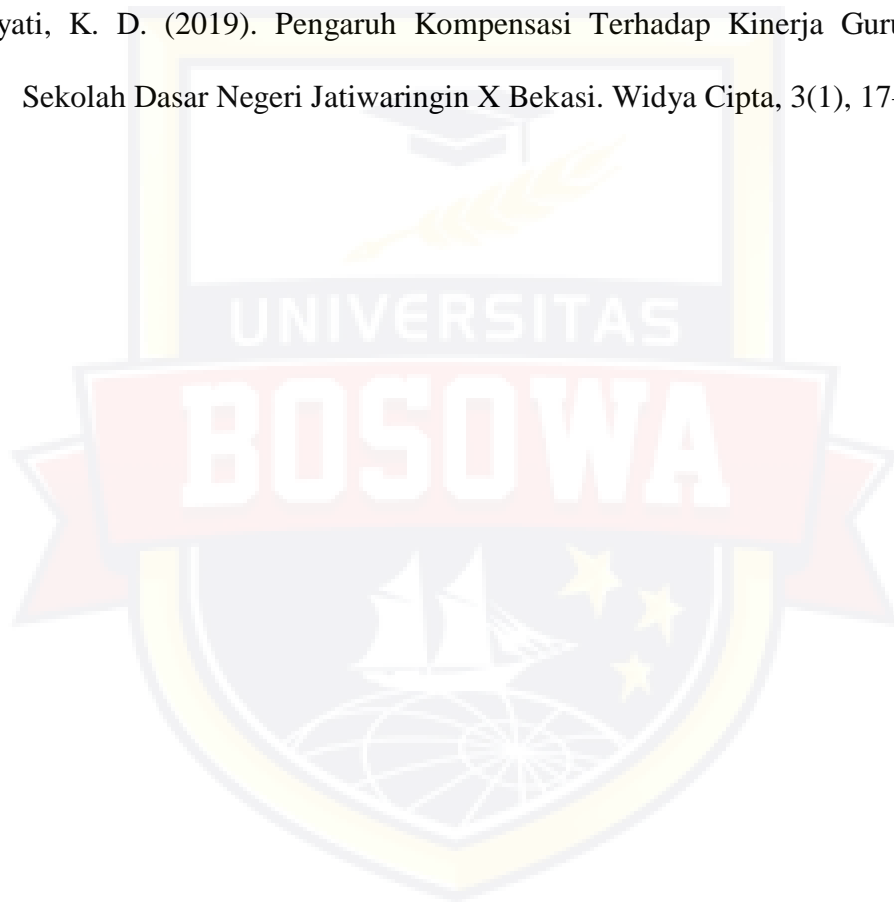 yati, K. D. (2019). Pengaruh Kompensasi Terhadap Kinerja Guru
Sekolah Dasar Negeri Jatiwaringin X Bekasi. Widya Cipta, 3(1), 17-
UNIVERSITAS
BOSOWA